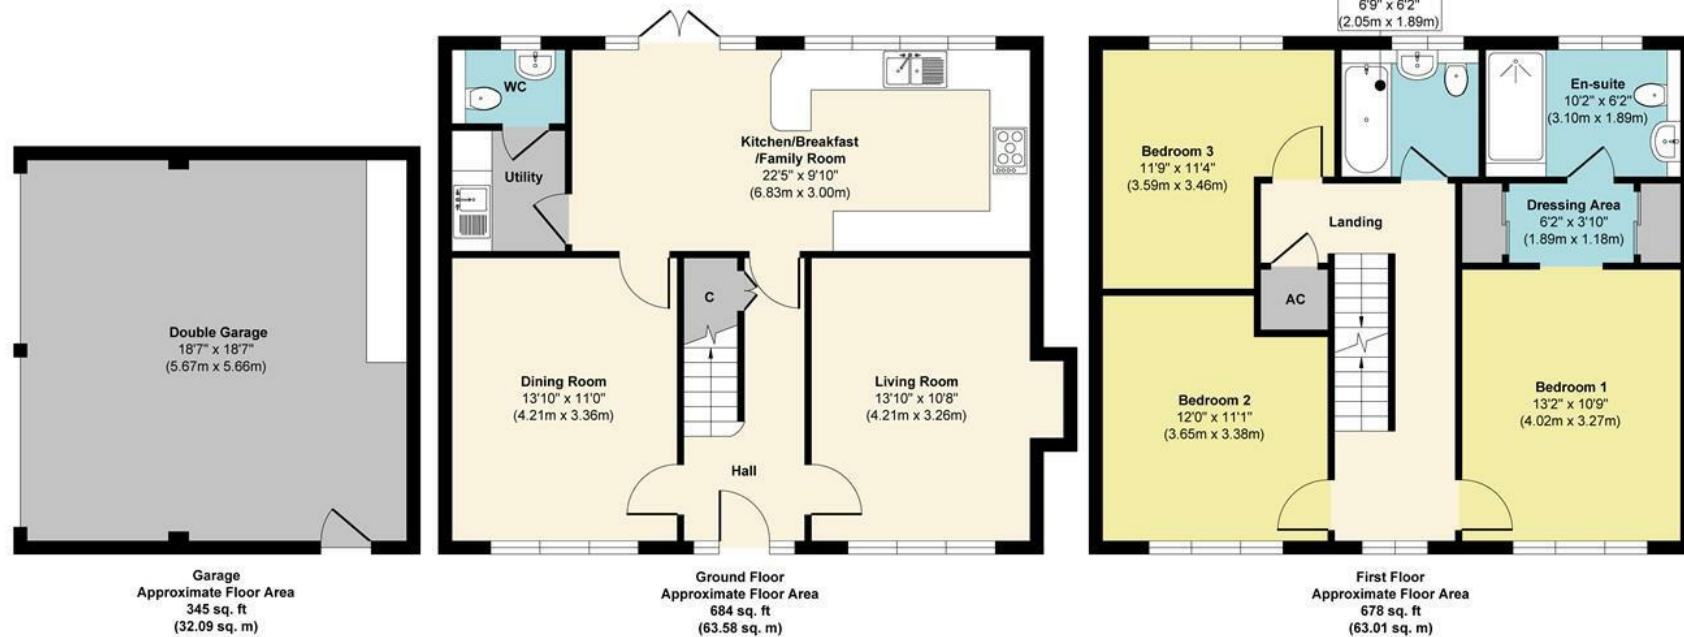 Double Garage
18'7" x 18'7"
(5.67m x 5.66m)
Garage
Approximate Floor Area
345 sq. ft
(32.09 sq. m)
WC
Utility
Kitchen/Breakfast
/Family Room
22'5" x 9'10"
(6.83m x 3.00m)
Dining Room
13'10" x 11'0"
(4.21m x 3.36m)
C
Living Room
13'10" x 10'8"
(4.21m x 3.26m)
Hall
Ground Floor
Approximate Floor Area
684 sq. ft
(63.58 sq. m)
6'9" x 6'2"
(2.05m x 1.89m)
En-suite
10'2" x 6'2"
(3.10m x 1.89m)
Bedroom 3
11'9" x 11'4"
(3.59m x 3.46m)
Landing
Dressing Area
6'2" x 3'10"
(1.89m x 1.18m)
AC
Bedroom 2
12'0" x 11'1"
(3.65m x 3.38m)
Bedroom 1
13'2" x 10'9"
(4.02m x 3.27m)
First Floor
Approximate Floor Area
678 sq. ft
(63.01 sq. m)